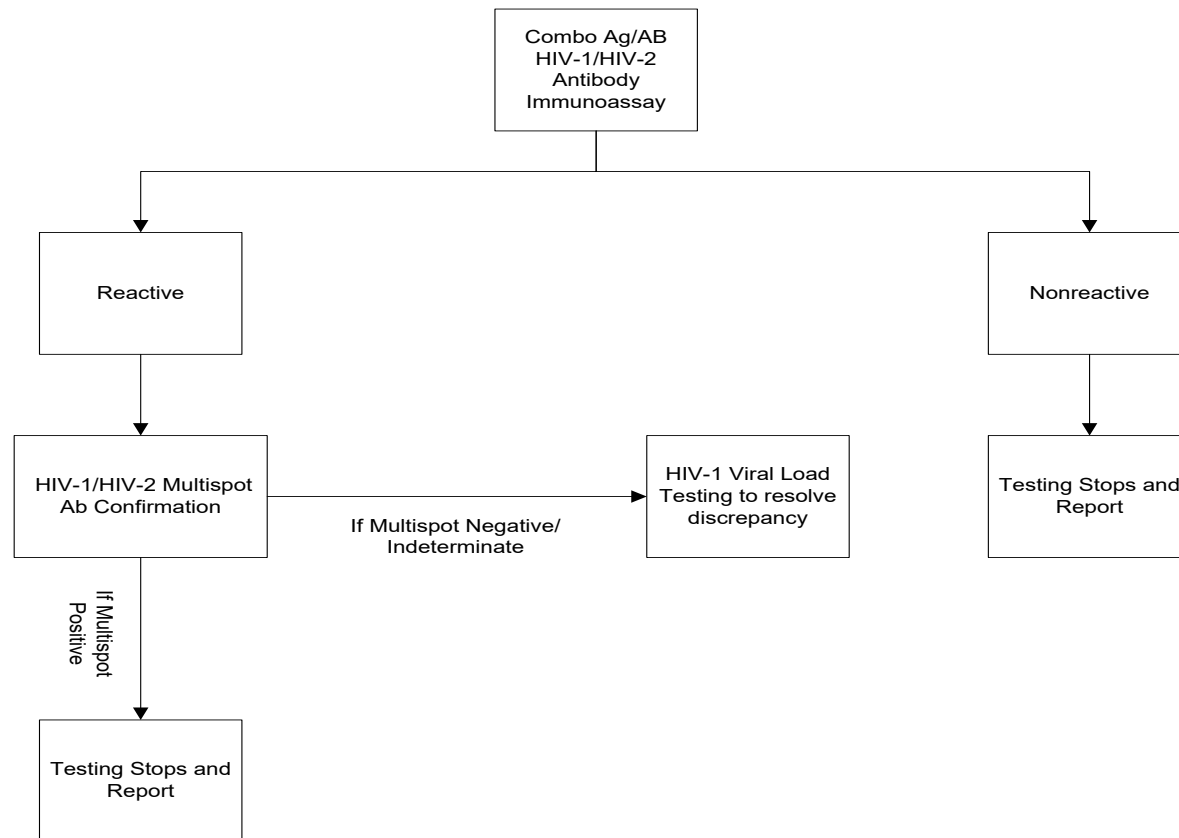 Combo Ag/AB
HIV-1/HIV-2
Antibody
Immunoassay
Reactive
Nonreactive
HIV-1/HIV-2 Multispot
Ab Confirmation
If Multispot Negative/
Indeterminate
HIV-1 Viral Load
Testing to resolve
discrepancy
Testing Stops and
Report
If Multispot
Positive
Testing Stops and
Report